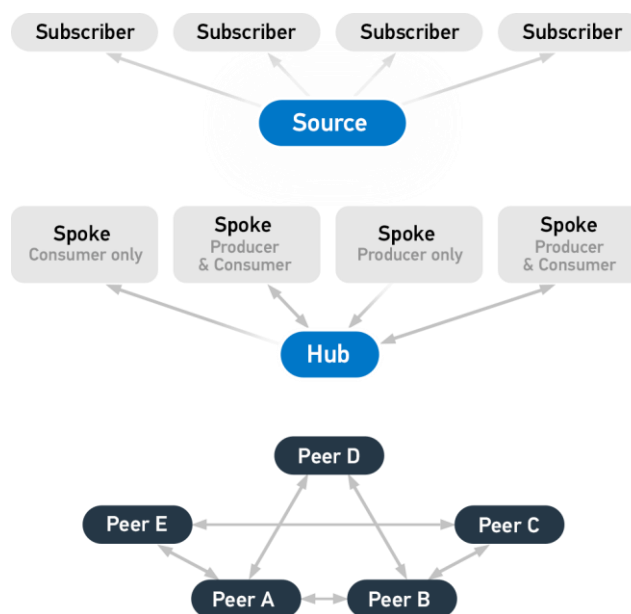 Subscriber
Subscriber
Subscriber
Subscriber
Source
Spoke
Consumer only
Spoke
Producer
& Consumer
Spoke
Producer only
Spoke
Producer
& Consumer
Hub
Peer D
Peer E
Peer C
Peer A
Peer B